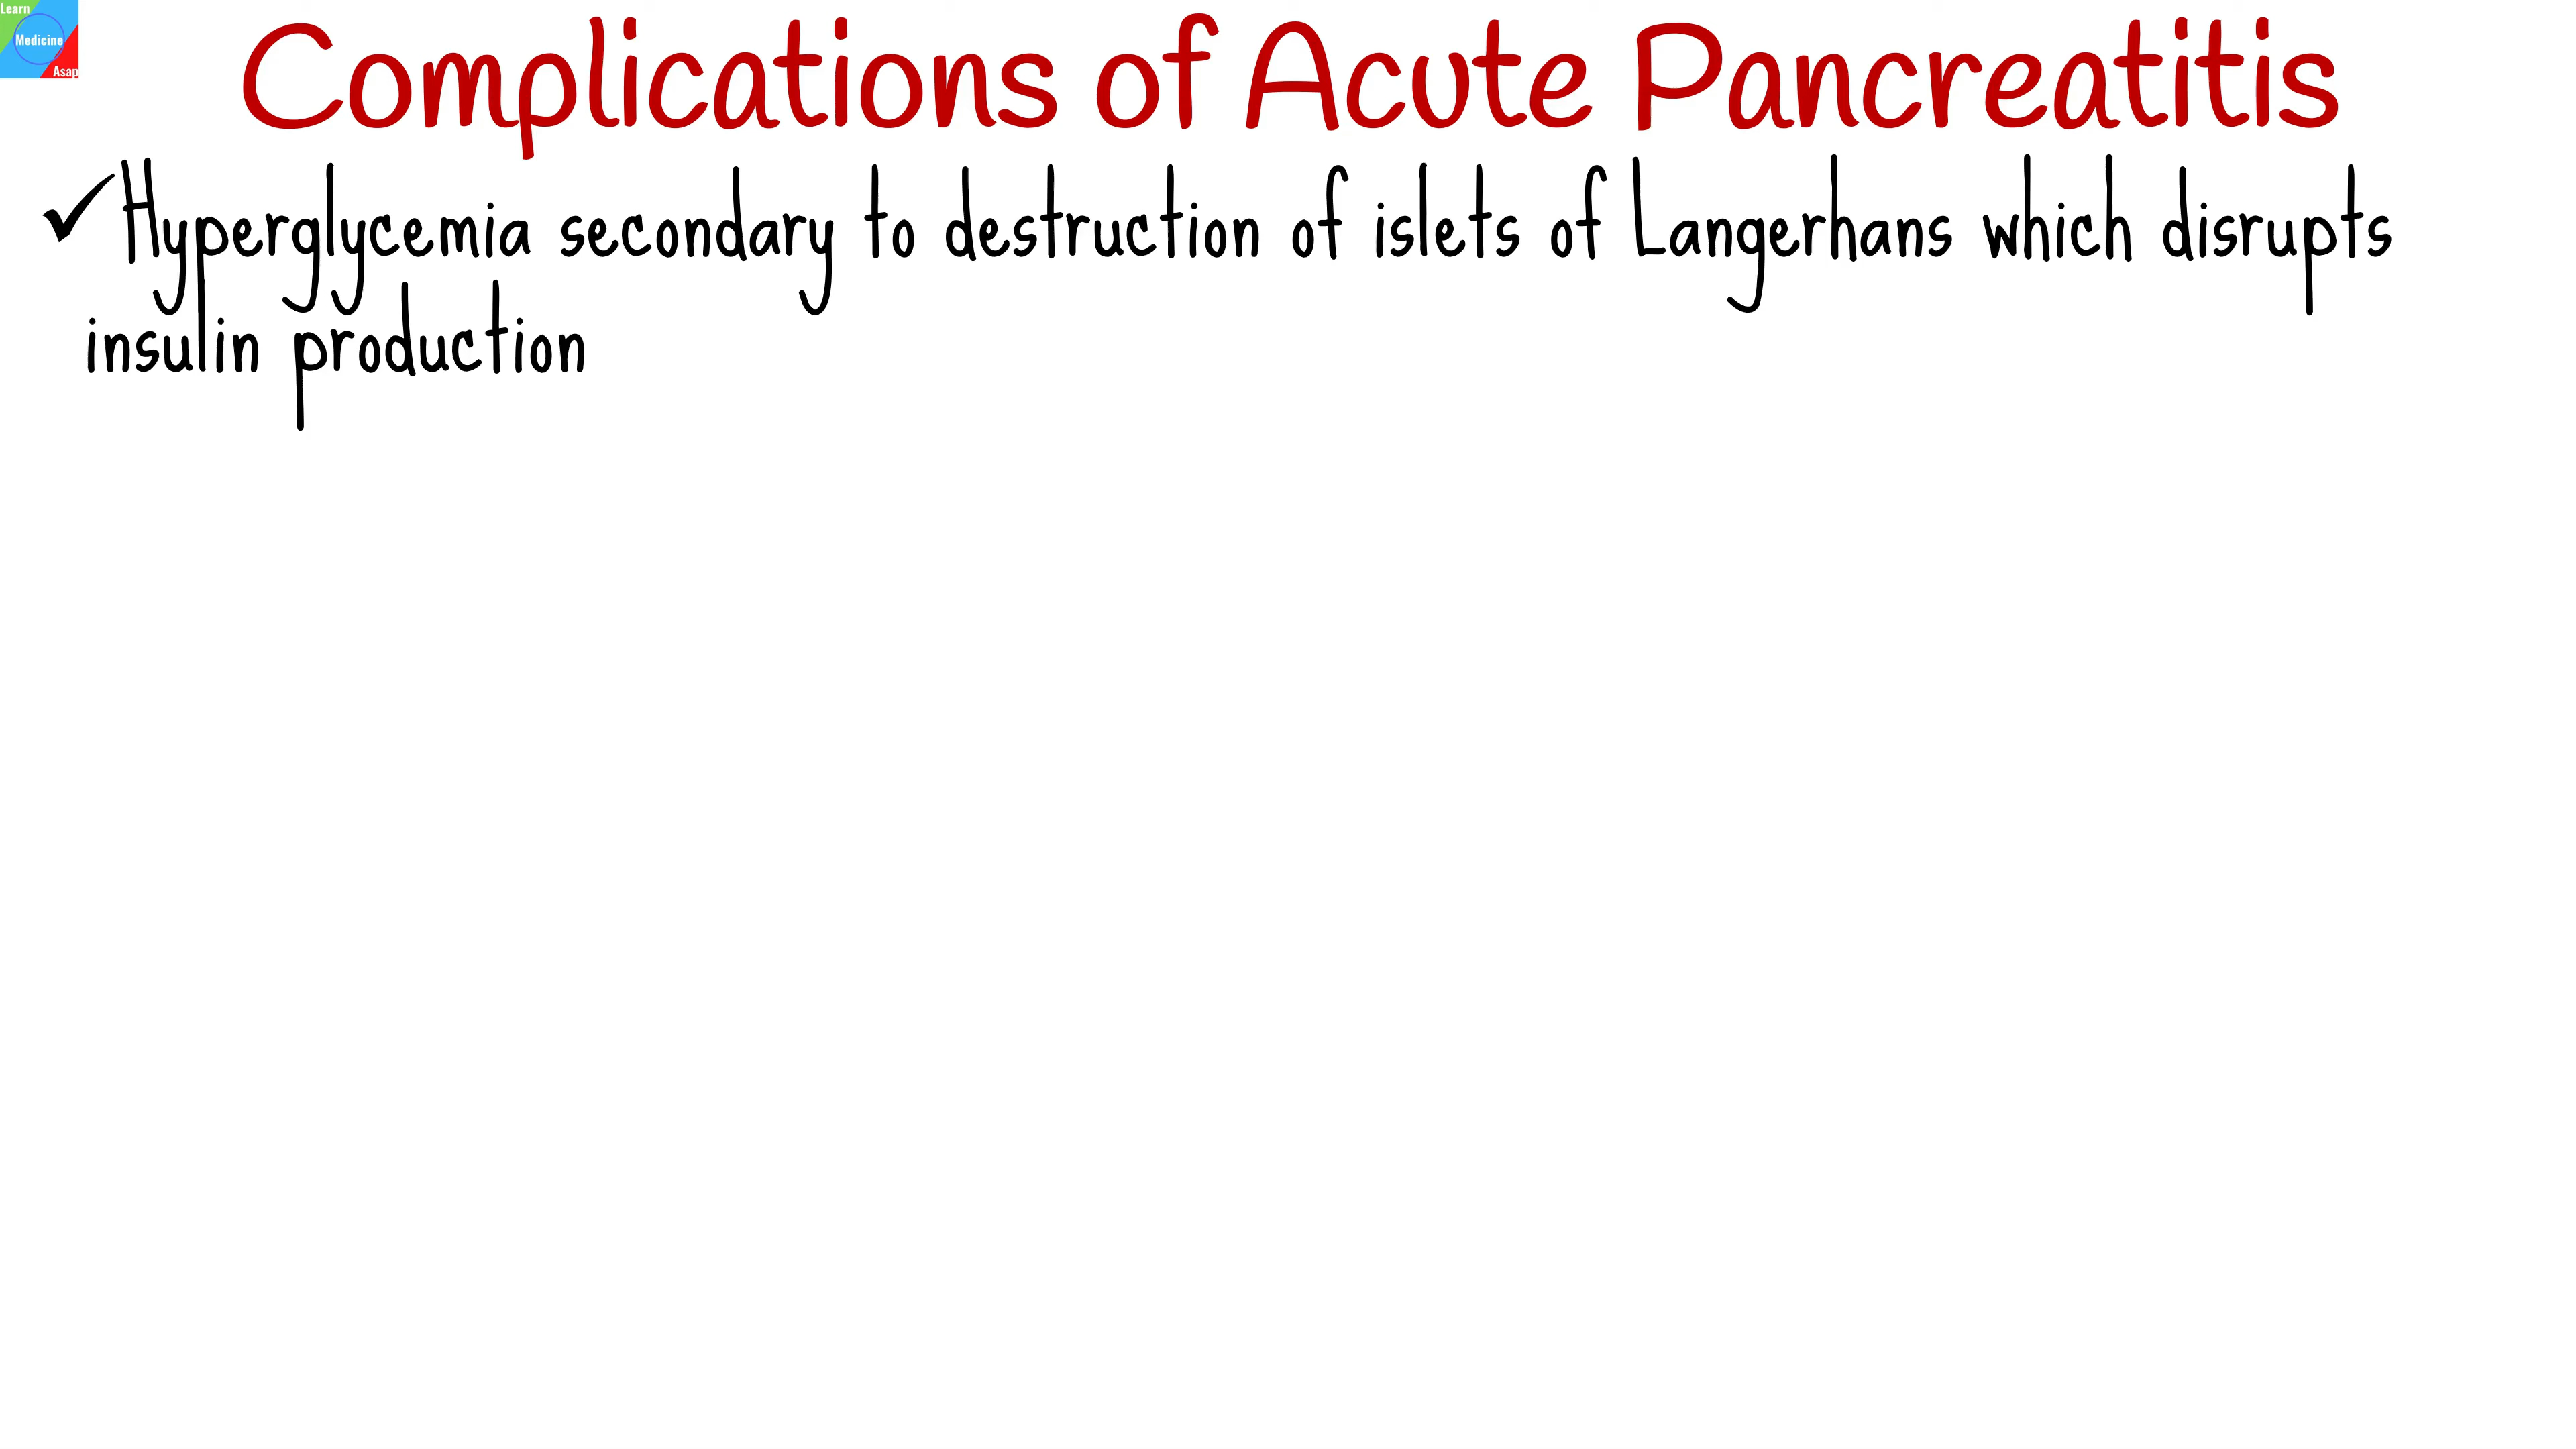 Learn
Medicine
Asap
Complications of Acute Pancreatitis
✓Hyperglycemia secondary to destruction of islets of Langerhans which disrupts
insulin production